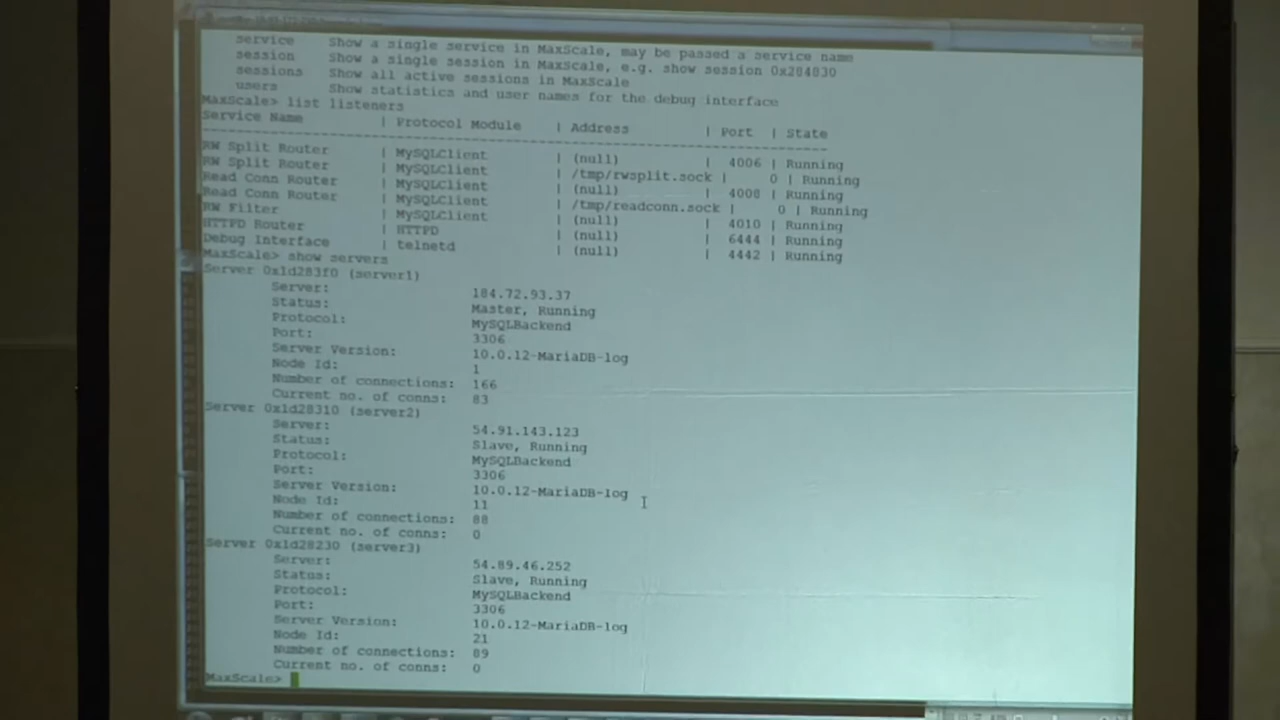 service Show a single service in MaxScale, may be passed a service name
session Show a single session in MaxScale, e.g. show session 0x284830
sessions Show all active sessions in MaxScale
users Show statistics and user names for the debug interface
MaxScale> list listeners
Service Name | Protocol Module | Address | Port | State
---------------------------------------------------------------------------
RW Split Router | MySQLClient | (null) | 4006 | Running
RW Split Router | MySQLClient | /tmp/rwsplit.sock | 0 | Running
Read Conn Router | MySQLClient | (null) | 4008 | Running
Read Conn Router | MySQLClient | /tmp/readconn.sock | 0 | Running
RW Filter | MySQLClient | (null) | 4010 | Running
HTTPD Router | HTTPD | (null) | 6444 | Running
Debug Interface | telnetd | (null) | 4442 | Running
MaxScale> show servers
Server 0x1d283f0 (server1)
Server: 184.72.93.37
Status: Master, Running
Protocol: MySQLBackend
Port: 3306
Server Version: 10.0.12-MariaDB-log
Node Id: 1
Number of connections: 166
Current no. of conns: 83
Server 0x1d28310 (server2)
Server: 54.91.143.123
Status: Slave, Running
Protocol: MySQLBackend
Port: 3306
Server Version: 10.0.12-MariaDB-log
Node Id: 11
Number of connections: 88
Current no. of conns: 0
Server 0x1d28230 (server3)
Server: 54.89.46.252
Status: Slave, Running
Protocol: MySQLBackend
Port: 3306
Server Version: 10.0.12-MariaDB-log
Node Id: 21
Number of connections: 89
Current no. of conns: 0
MaxScale>